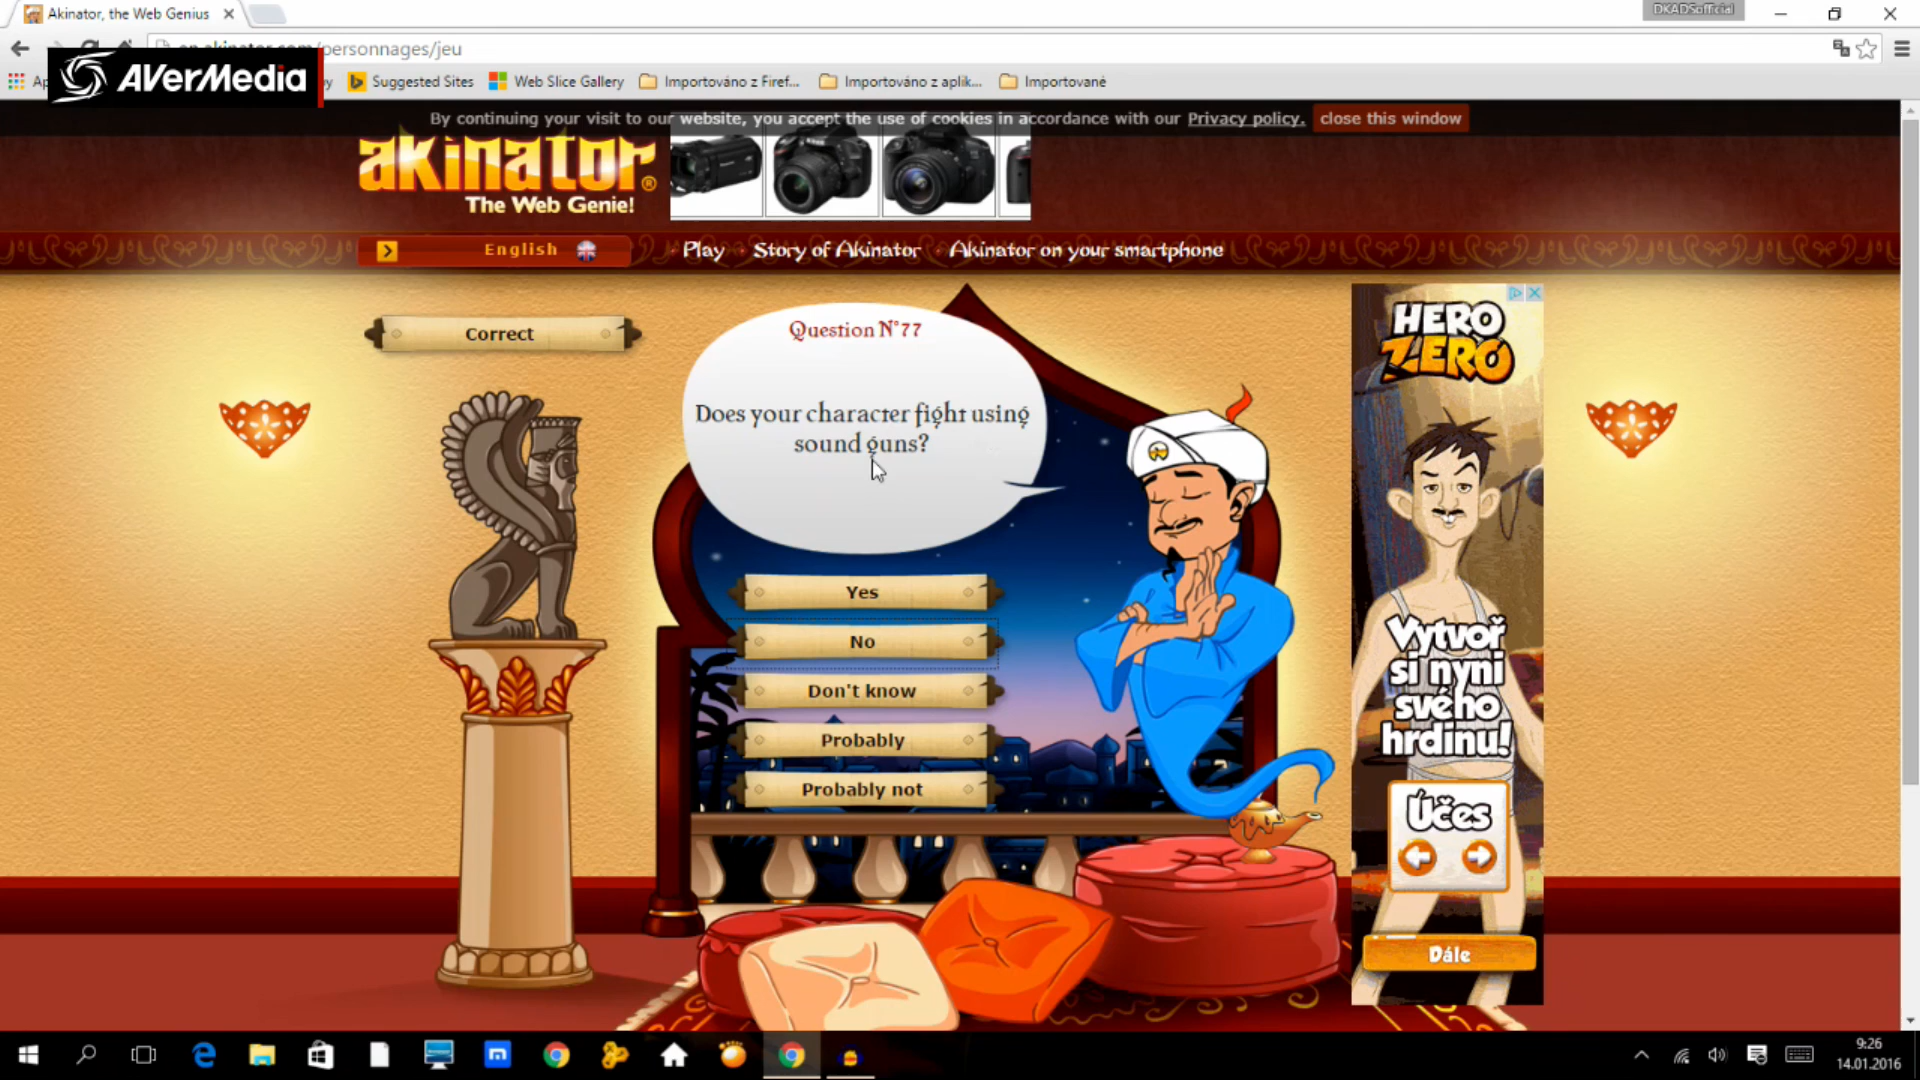 Akinator, the Web Genius
DKADSofficial
en.akinator.com/personnages/jeu
AVerMedia
Suggested Sites
Web Slice Gallery
Importováno z Firef...
Importováno z aplik...
Importované
By continuing your visit to our website, you accept the use of cookies in accordance with our Privacy policy.
close this window
akinator®
The Web Genie!
English
Play
Story of Akinator
Akinator on your smartphone
Correct
Question N°77
Does your character fight using
sound guns?
Yes
No
Don't know
Probably
Probably not
HERO
ZERO
Vytvoř
si nyní
svého
hrdinu!
Účes
Dále
9:26
14.01.2016